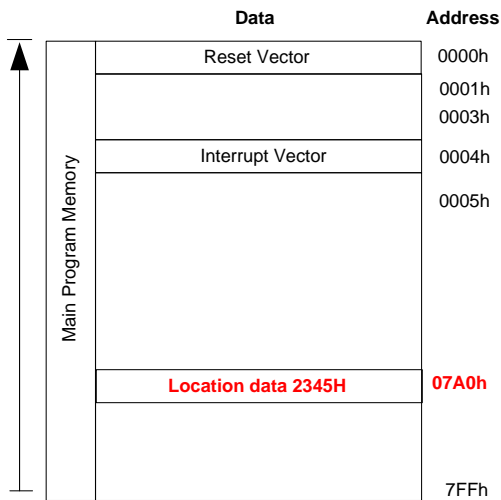 Data Address
Reset Vector 0000h
0001h
0003h
Interrupt Vector 0004h
0005h
Main Program Memory
Location data 2345H 07A0h
7FFh